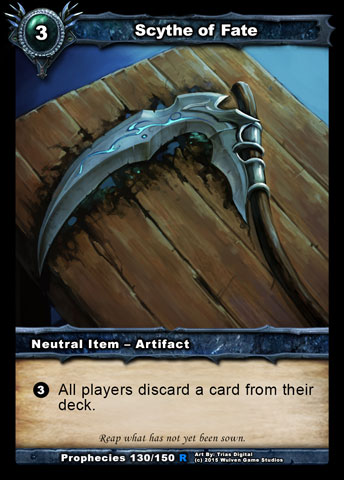 3
Scythe of Fate
Neutral Item – Artifact
3 All players discard a card from their
deck.
Reap what has not yet been sown.
Prophecies 130/150 R
Art By: Trias Digital
(c) 2015 Wulven Game Studios